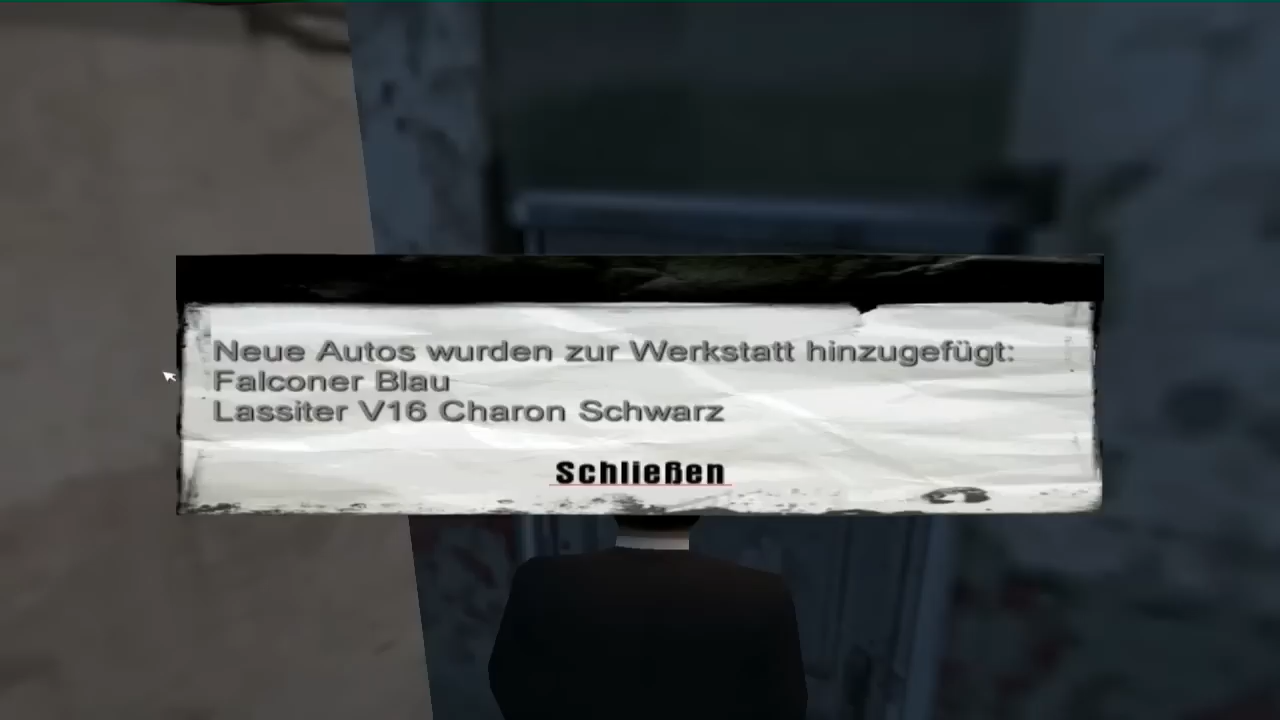 Neue Autos wurden zur Werkstatt hinzugefügt:
Falconer Blau
Lassiter V16 Charon Schwarz
Schließen